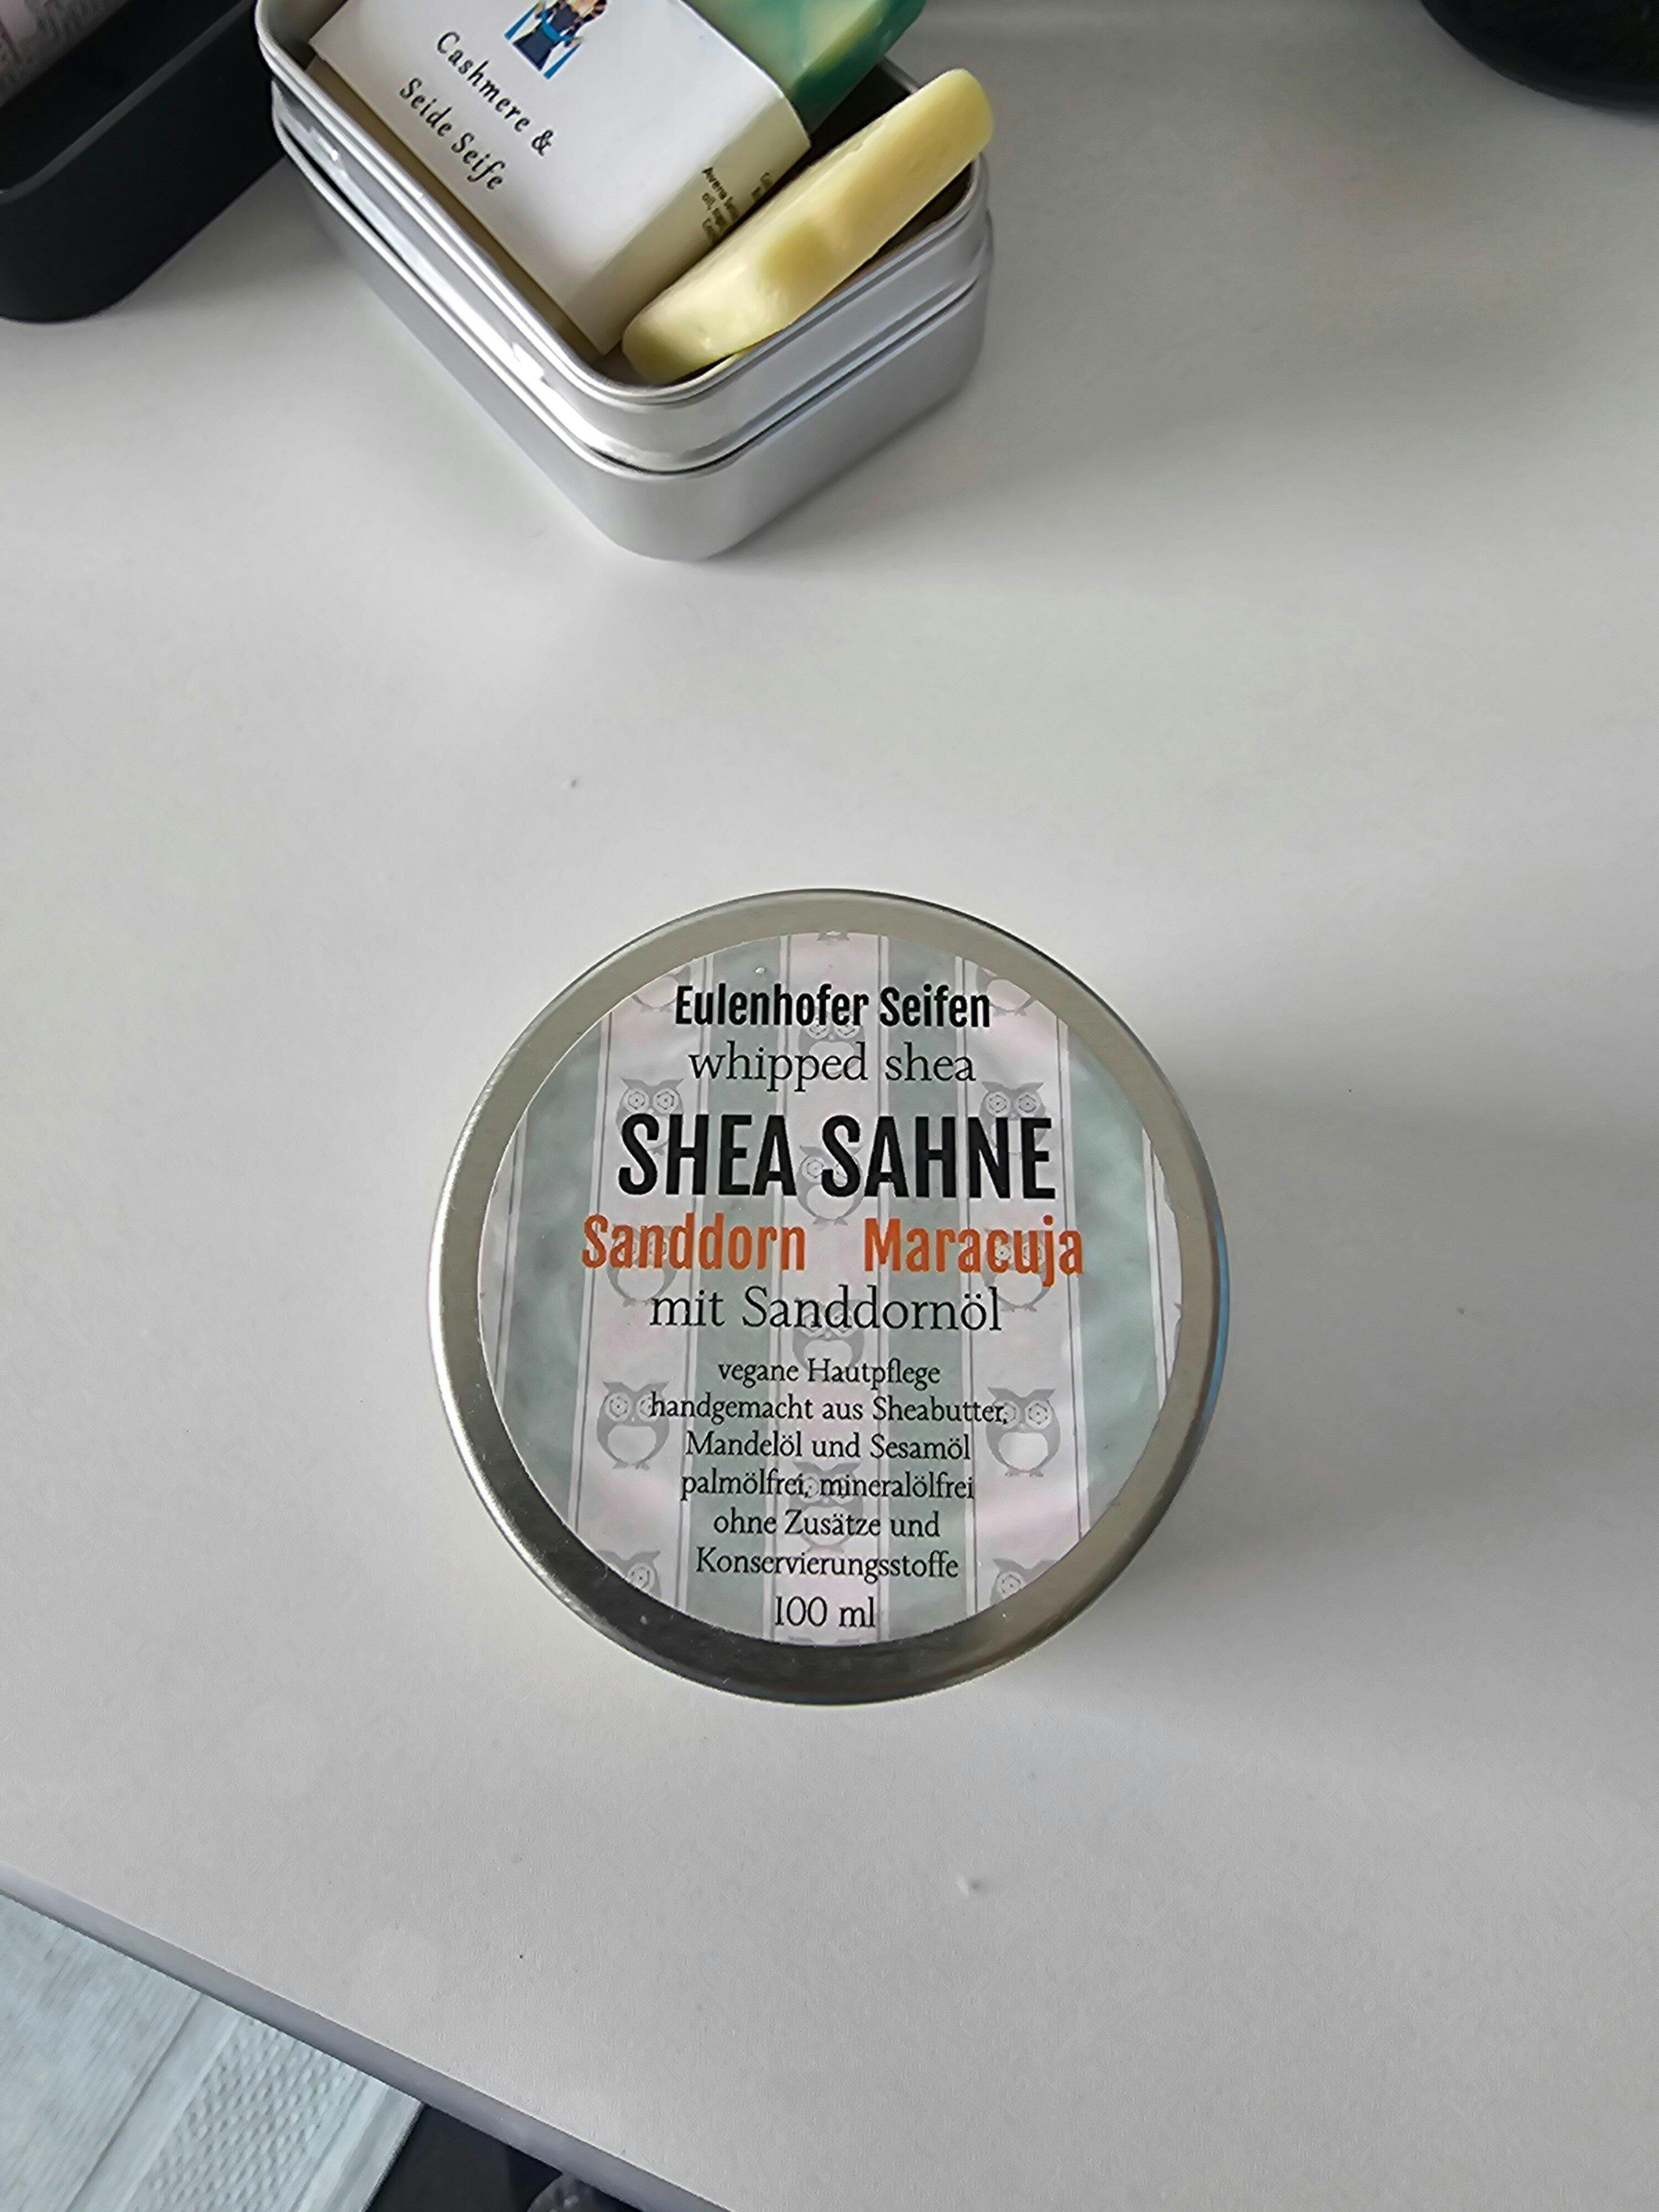 Cashmere &
Seide Seife
Eulenhofer Seifen
whipped shea
SHEA SAHNE
Sanddorn Maracuja
mit Sanddornöl
vegane Hautpflege
handgemacht aus Sheabutter,
Mandelöl und Sesamöl
palmölfrei, mineralölfrei
ohne Zusätze und
Konservierungsstoffe
100 ml